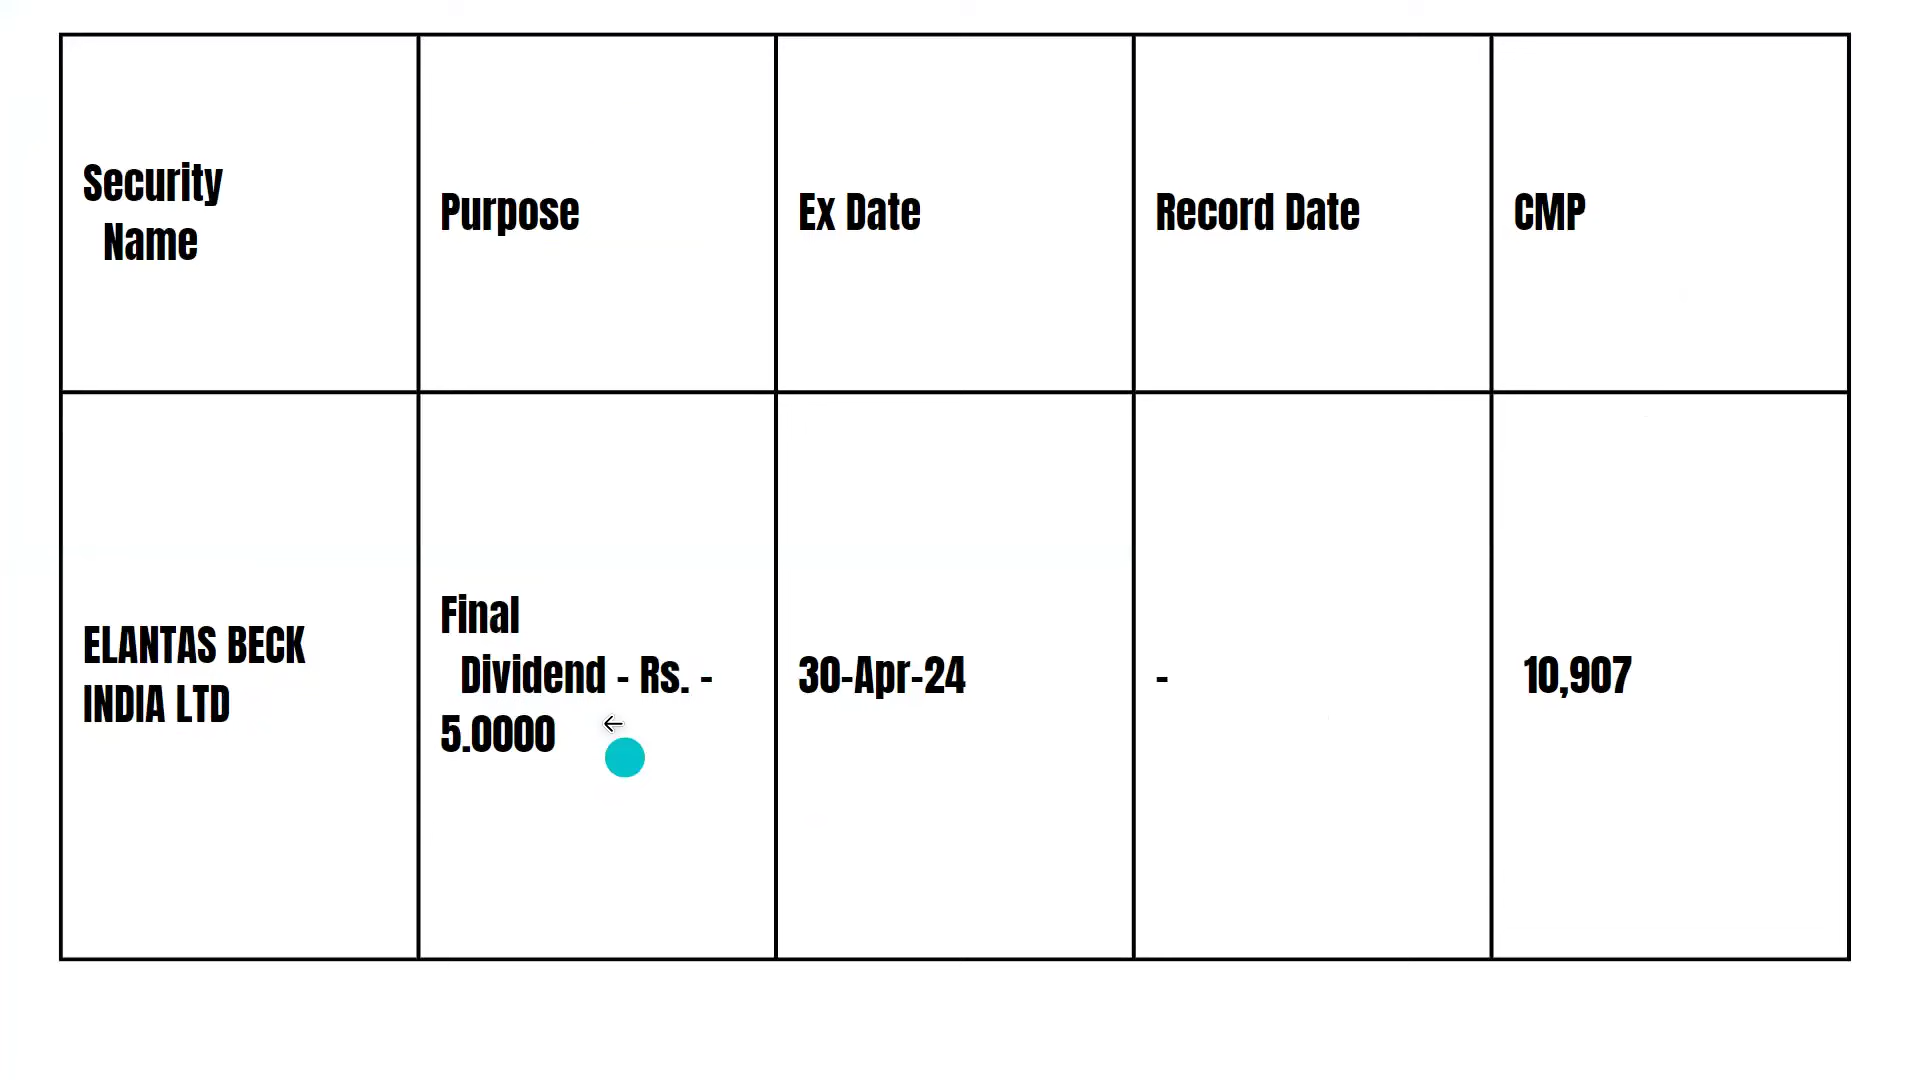 Security
Name
Purpose
Ex Date
Record Date
CMP
ELANTAS BECK
INDIA LTD
Final
Dividend - Rs. -
5.0000
30-Apr-24
-
10,907